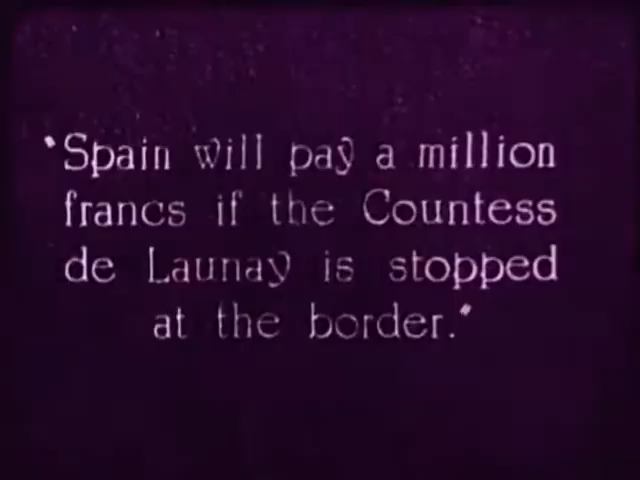 "Spain will pay a million
francs if the Countess
de Launay is stopped
at the border."